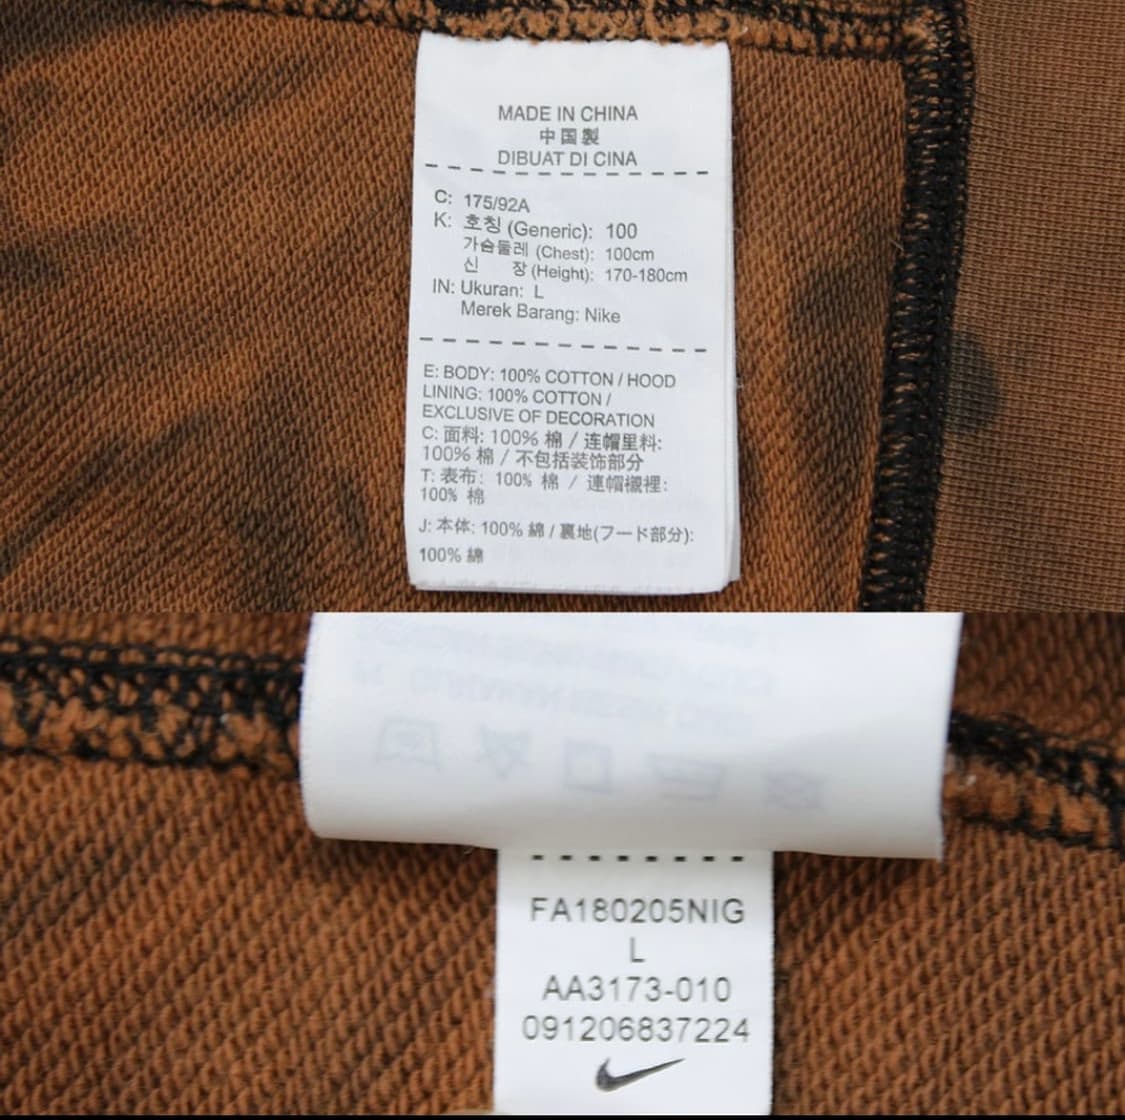 MADE IN CHINA
中国製
DIBUAT DI CINA
C: 175/92A
K: 호칭 (Generic): 100
가슴둘레 (Chest): 100cm
신 장 (Height): 170-180cm
IN: Ukuran: L
Merek Barang: Nike
E: BODY: 100% COTTON / HOOD
LINING: 100% COTTON /
EXCLUSIVE OF DECORATION
C: 面料: 100% 棉 / 连帽里料:
100% 棉 / 不包括装饰部分
T: 表布: 100% 棉 / 連帽襯裡:
100% 棉
J: 本体: 100% 綿 / 裏地(フード部分):
100% 綿
FA180205NIG
L
AA3173-010
091206837224